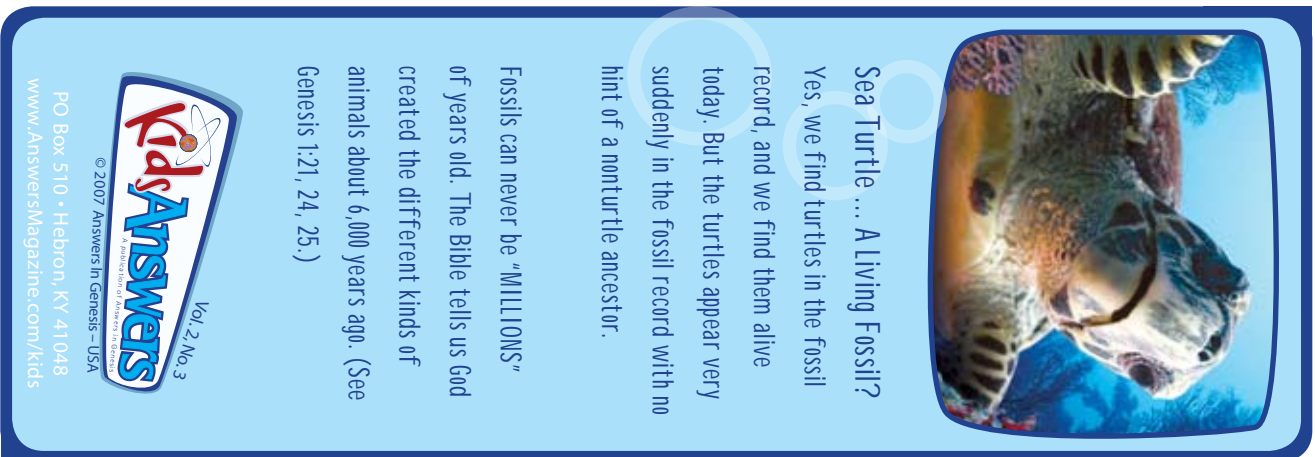 Sea Turtle ... A Living Fossil?
Yes, we find turtles in the fossil
record, and we find them alive
today. But the turtles appear very
suddenly in the fossil record with no
hint of a nonturtle ancestor.
Fossils can never be “MILLIONS”
of years old. The Bible tells us God
created the different kinds of
animals about 6,000 years ago. (See
Genesis 1:21, 24, 25.)
Vol. 2, No. 3
Kids Answers
A publication of Answers in Genesis
© 2007 Answers In Genesis – USA
PO Box 510 • Hebron, KY 41048
www.AnswersMagazine.com/kids